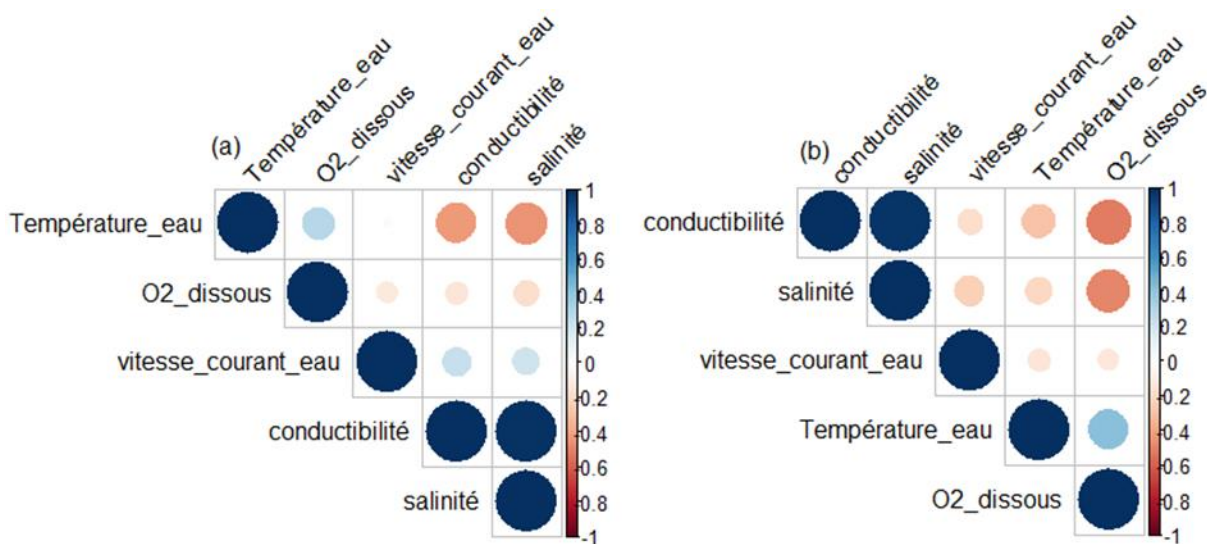 (a)
Température_eau
O2_dissous
vitesse_courant_eau
conductibilité
salinité
Température_eau
O2_dissous
vitesse_courant_eau
conductibilité
salinité
1
0.8
0.6
0.4
0.2
0
-0.2
-0.4
-0.6
-0.8
-1
(b)
conductibilité
salinité
vitesse_courant_eau
Température_eau
O2_dissous
conductibilité
salinité
vitesse_courant_eau
Température_eau
O2_dissous
1
0.8
0.6
0.4
0.2
0
-0.2
-0.4
-0.6
-0.8
-1